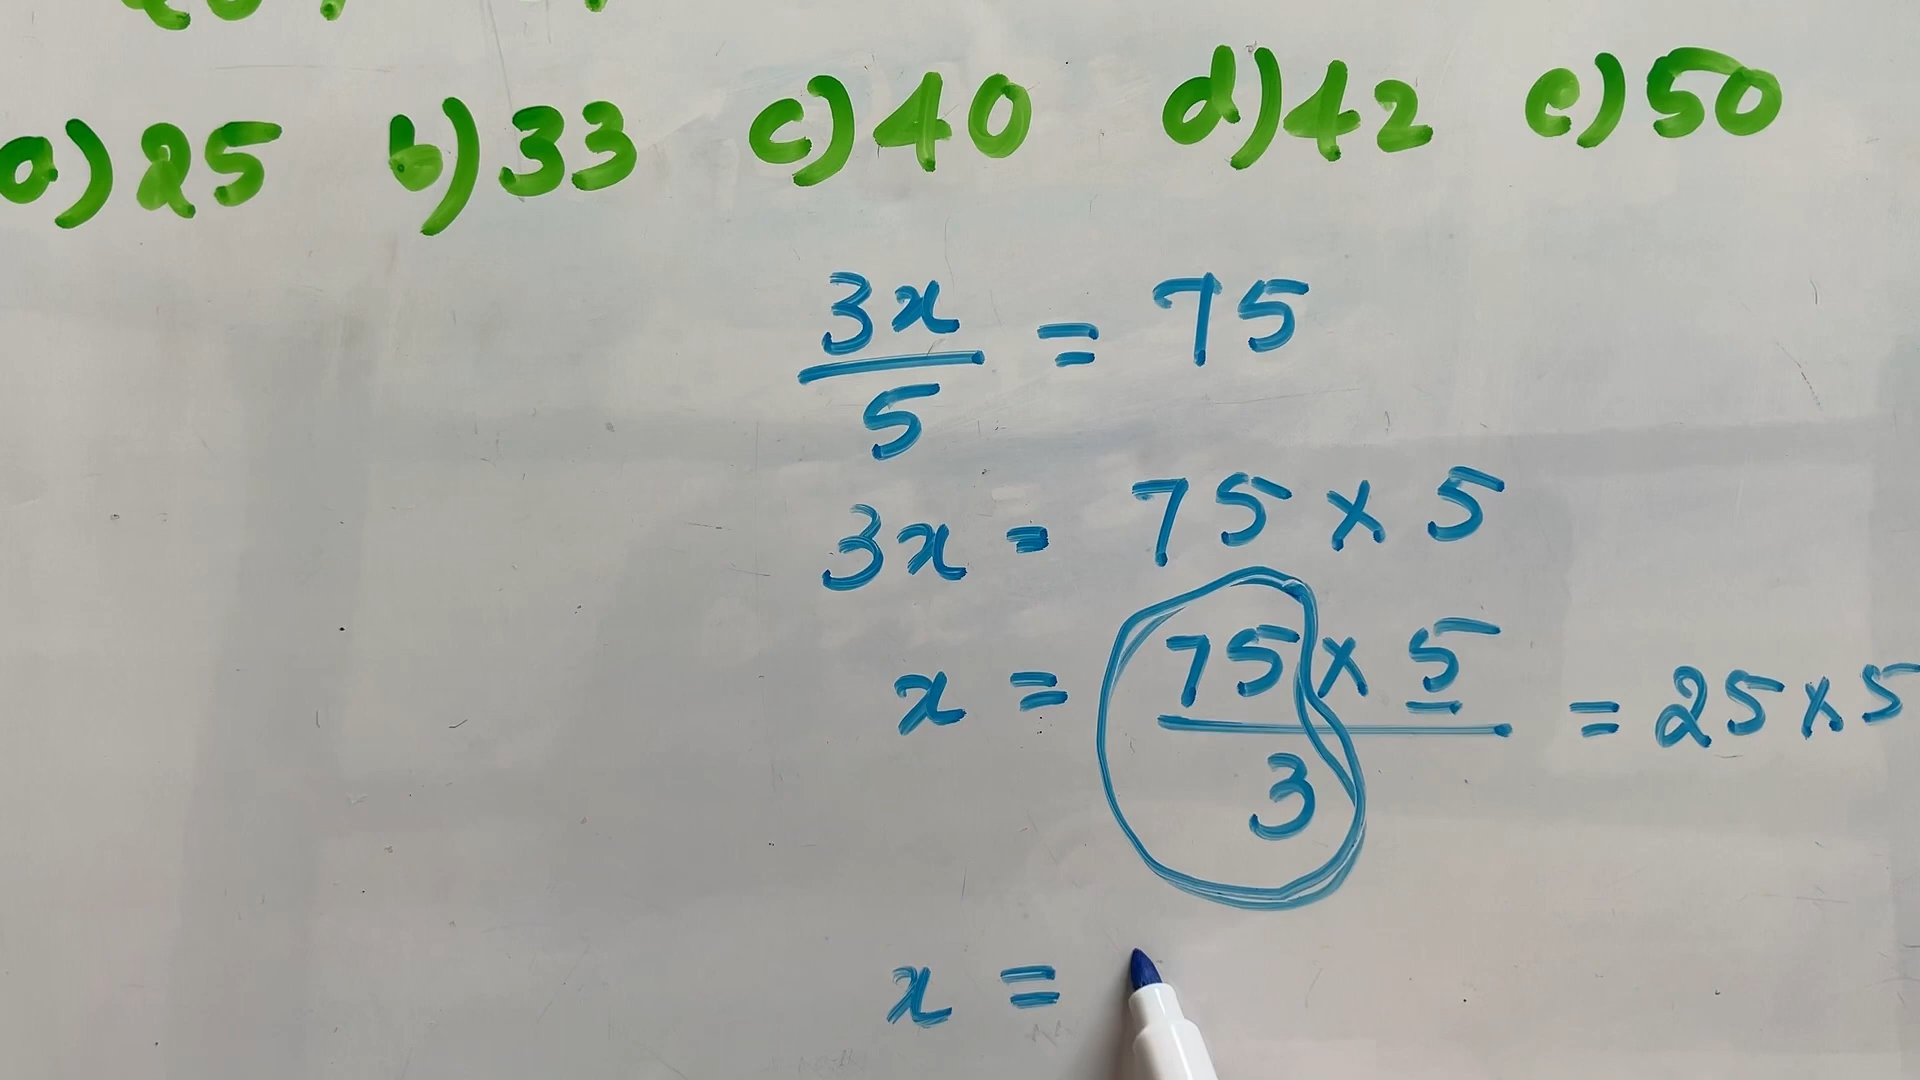 a) 25 b) 33 c) 40 d) 42 e) 50
3x/5 = 75
3x = 75 × 5
x = 75 × 5/3 = 25 × 5
x =